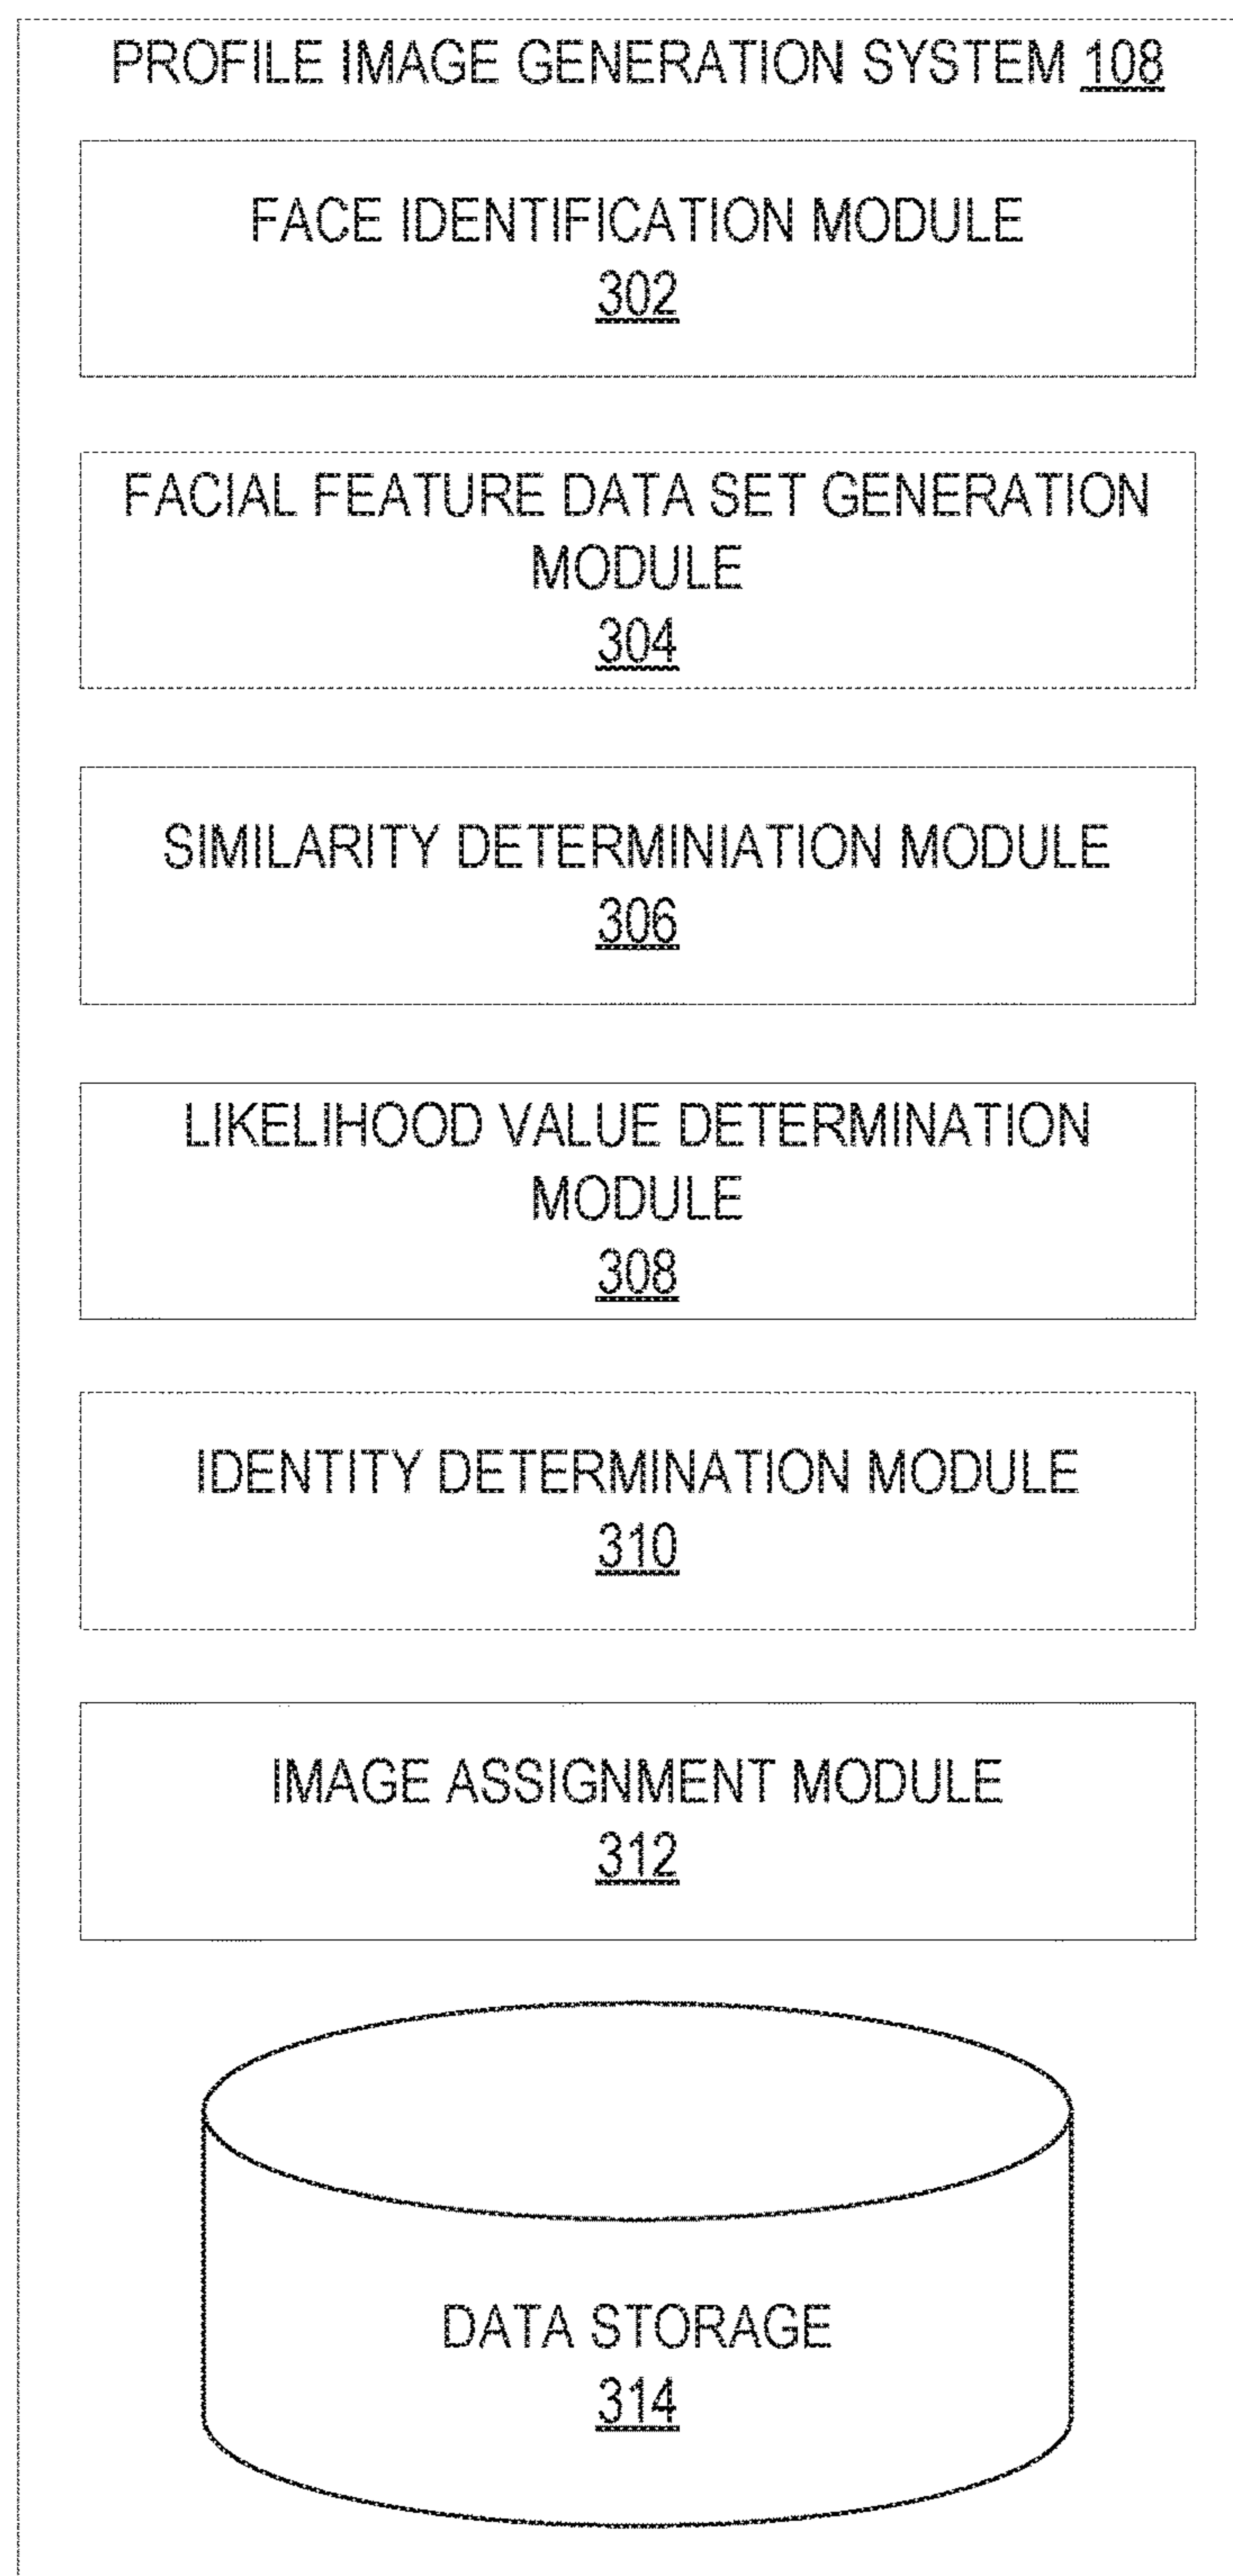 PROFILE IMAGE GENERATION SYSTEM 108
FACE IDENTIFICATION MODULE
302
FACIAL FEATURE DATA SET GENERATION
MODULE
304
SIMILARITY DETERMINIATION MODULE
306
LIKELIHOOD VALUE DETERMINATION
MODULE
308
IDENTITY DETERMINATION MODULE
310
IMAGE ASSIGNMENT MODULE
312
DATA STORAGE
314